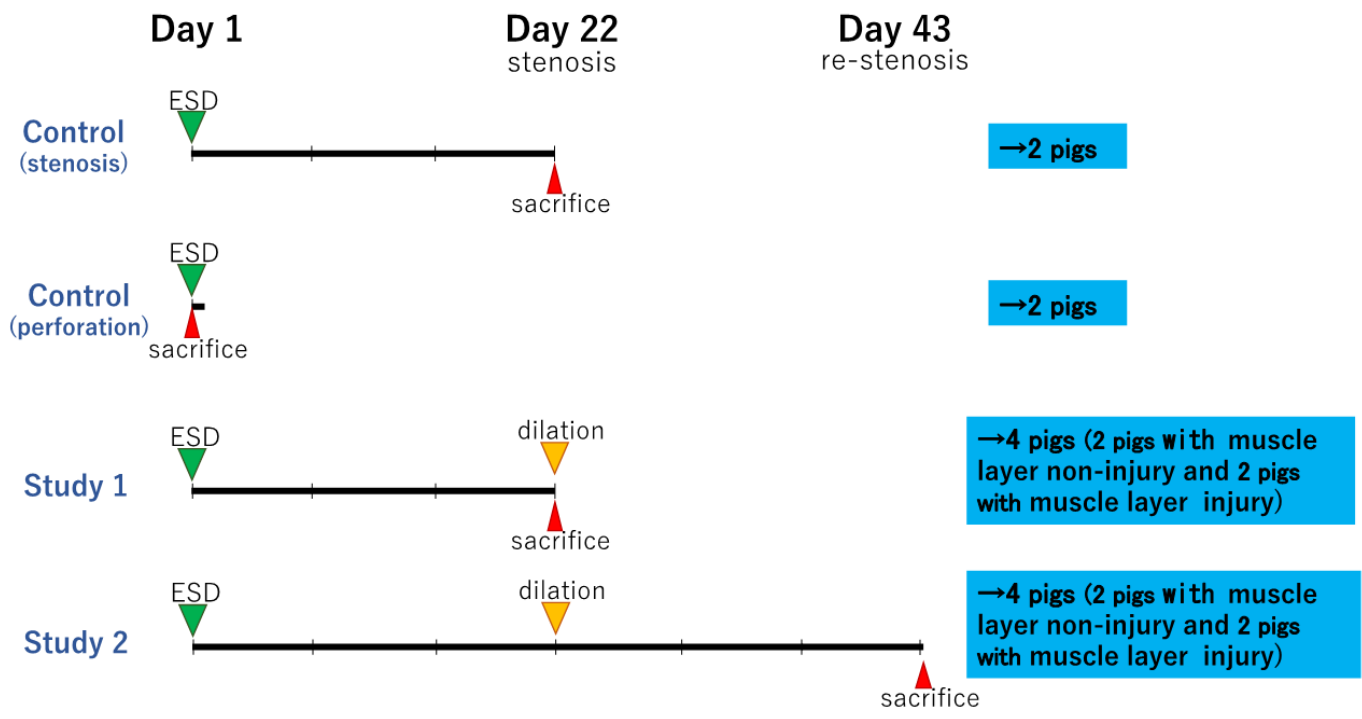 Day 1
Day 22
Day 43
stenosis
re-stenosis
ESD
Control
(stenosis)
→2 pigs
sacrifice
ESD
Control
(perforation)
→2 pigs
sacrifice
ESD
dilation
Study 1
→4 pigs (2 pigs with muscle
layer non-injury and 2 pigs
with muscle layer injury)
sacrifice
ESD
dilation
Study 2
→4 pigs (2 pigs with muscle
layer non-injury and 2 pigs
with muscle layer injury)
sacrifice